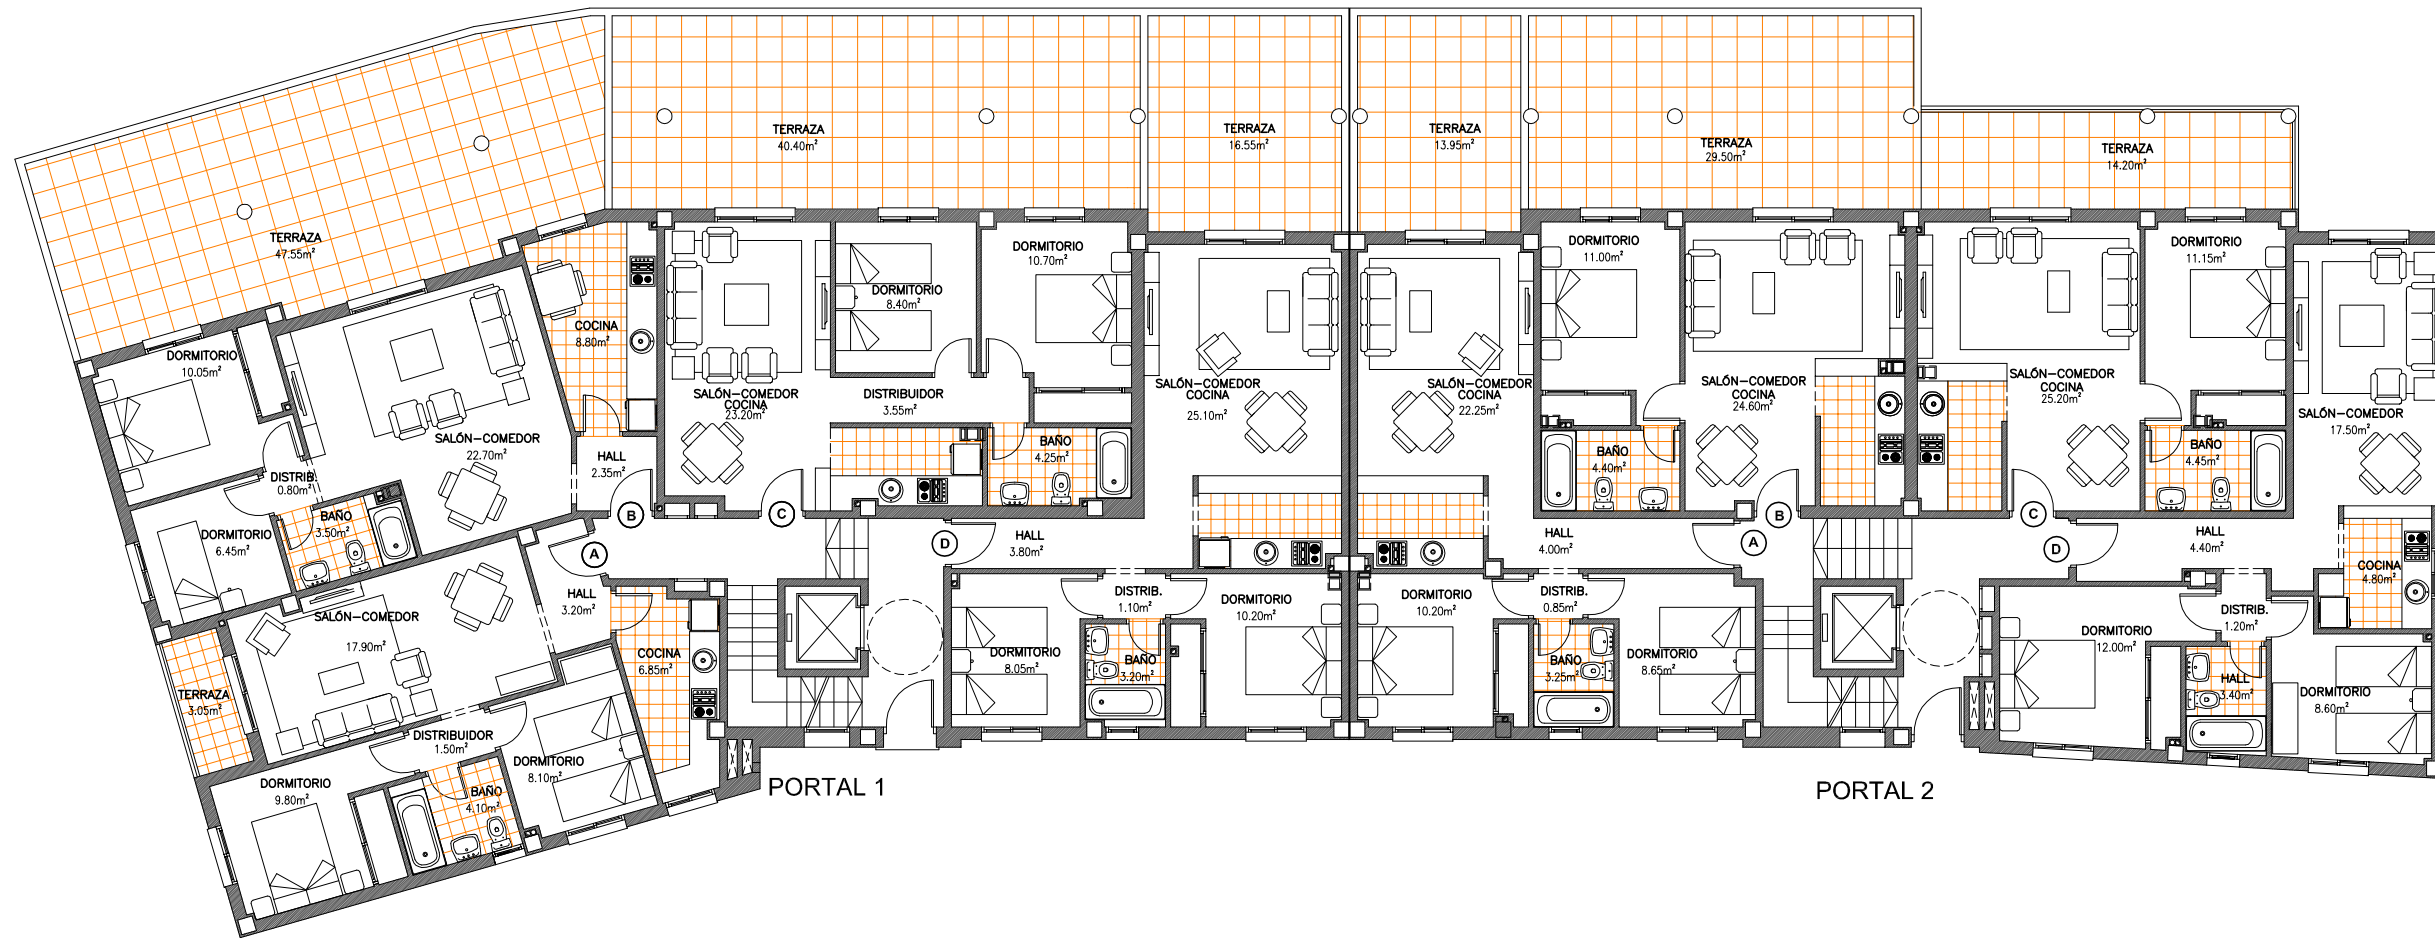 TERRAZA
47.55m²
TERRAZA
40.40m²
TERRAZA
16.55m²
TERRAZA
13.95m²
TERRAZA
29.50m²
TERRAZA
14.20m²
DORMITORIO
10.05m²
COCINA
8.80m²
SALÓN-COMEDOR
22.70m²
HALL
2.35m²
DISTRIB.
0.80m²
BAÑO
3.50m²
DORMITORIO
6.45m²
B
A
SALÓN-COMEDOR
COCINA
23.20m²
DORMITORIO
8.40m²
DORMITORIO
10.70m²
DISTRIBUIDOR
3.55m²
BAÑO
4.25m²
C
D
HALL
3.80m²
SALÓN-COMEDOR
COCINA
25.10m²
DISTRIB.
1.10m²
DORMITORIO
8.05m²
BAÑO
3.20m²
DORMITORIO
10.20m²
HALL
3.20m²
SALÓN-COMEDOR
17.90m²
COCINA
6.85m²
TERRAZA
3.05m²
DISTRIBUIDOR
1.50m²
DORMITORIO
8.10m²
DORMITORIO
9.80m²
BAÑO
4.10m²
PORTAL 1
SALÓN-COMEDOR
COCINA
22.25m²
HALL
4.00m²
DORMITORIO
10.20m²
DISTRIB.
0.85m²
BAÑO
3.25m²
DORMITORIO
8.65m²
A
B
DORMITORIO
11.00m²
BAÑO
4.40m²
SALÓN-COMEDOR
COCINA
24.60m²
SALÓN-COMEDOR
COCINA
25.20m²
DORMITORIO
11.15m²
BAÑO
4.45m²
C
D
HALL
4.40m²
SALÓN-COMEDOR
17.50m²
COCINA
4.80m²
DISTRIB.
1.20m²
DORMITORIO
12.00m²
HALL
3.40m²
DORMITORIO
8.60m²
PORTAL 2